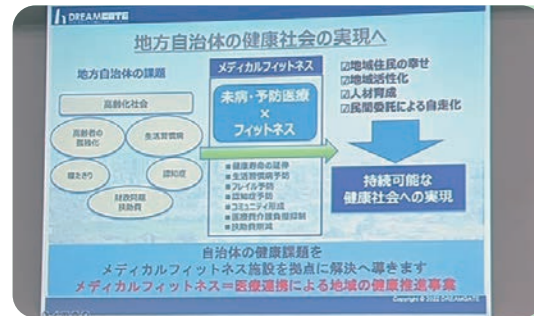 DREAMGATE
地方自治体の健康社会の実現へ
地方自治体の課題
高齢化社会
高齢者の
孤独化
生活習慣病
寝たきり
認知症
財政問題
扶助費
メディカルフィットネス
未病・予防医療
×
フィットネス
■健康寿命の延伸
■生活習慣病予防
■フレイル予防
■認知症予防
■コミュニティ形成
■医療費介護負担抑制
■扶助費削減
☑地域住民の幸せ
☑地域活性化
☑人材育成
☑民間委託による自走化
持続可能な
健康社会への実現
自治体の健康課題を
メディカルフィットネス施設を拠点に解決へ導きます
メディカルフィットネス＝医療連携による地域の健康推進事業
Copyright © 2022 DREAMGATE